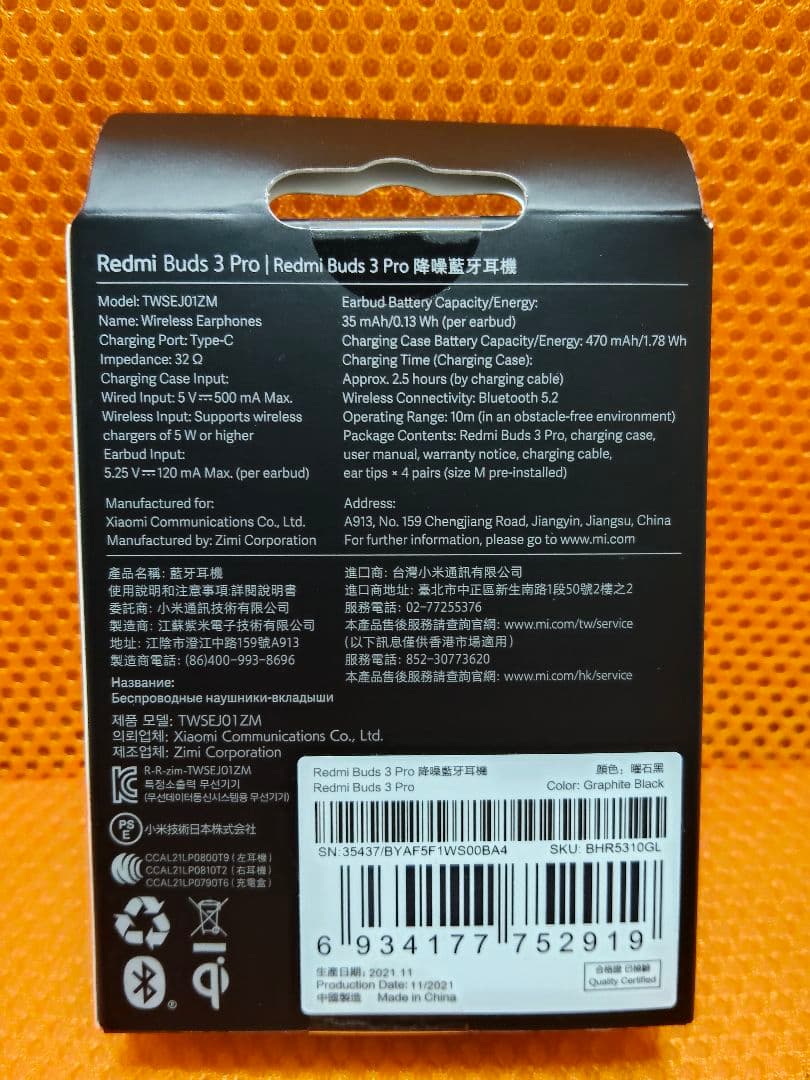 Redmi Buds 3 Pro | Redmi Buds 3 Pro 降噪藍牙耳機
Model: TWSEJ01ZM
Name: Wireless Earphones
Charging Port: Type-C
Impedance: 32 Ω
Charging Case Input:
Wired Input: 5 V⎓500 mA Max.
Wireless Input: Supports wireless
chargers of 5 W or higher
Earbud Input:
5.25 V⎓120 mA Max. (per earbud)
Earbud Battery Capacity/Energy:
35 mAh/0.13 Wh (per earbud)
Charging Case Battery Capacity/Energy: 470 mAh/1.78 Wh
Charging Time (Charging Case):
Approx. 2.5 hours (by charging cable)
Wireless Connectivity: Bluetooth 5.2
Operating Range: 10m (in an obstacle-free environment)
Package Contents: Redmi Buds 3 Pro, charging case,
user manual, warranty notice, charging cable,
ear tips × 4 pairs (size M pre-installed)
Manufactured for:
Xiaomi Communications Co., Ltd.
Manufactured by: Zimi Corporation
Address:
A913, No. 159 Chengjiang Road, Jiangyin, Jiangsu, China
For further information, please go to www.mi.com
產品名稱: 藍牙耳機
使用說明和注意事項:詳閱說明書
委託商: 小米通訊技術有限公司
製造商: 江蘇紫米電子技術有限公司
地址: 江陰市澄江中路159號A913
製造商電話: (86)400-993-8696
進口商: 台灣小米通訊有限公司
進口商地址: 臺北市中正區新生南路1段50號2樓之2
服務電話: 02-77255376
本產品售後服務請查詢官網: www.mi.com/tw/service
(以下訊息僅供香港市場適用)
服務電話: 852-30773620
本產品售後服務請查詢官網: www.mi.com/hk/service
Название:
Беспроводные наушники-вкладыши
제품 모델: TWSEJ01ZM
의뢰업체: Xiaomi Communications Co., Ltd.
제조업체: Zimi Corporation
R-R-zim-TWSEJ01ZM
특정소출력 무선기기
(무선데이터통신시스템용 무선기기)
PS
E
小米技術日本株式会社
CCAL21LP0800T9 (左耳機)
CCAL21LP0810T2 (右耳機)
CCAL21LP0790T6 (充電盒)
Redmi Buds 3 Pro 降噪藍牙耳機
顏色: 曜石黑
Redmi Buds 3 Pro
Color: Graphite Black
SN:35437/BYAF5F1WS00BA4
SKU: BHR5310GL
6 934177 752919
生產日期: 2021.11
Production Date: 11/2021
中國製造 Made in China
合格證 已檢驗
Quality Certified